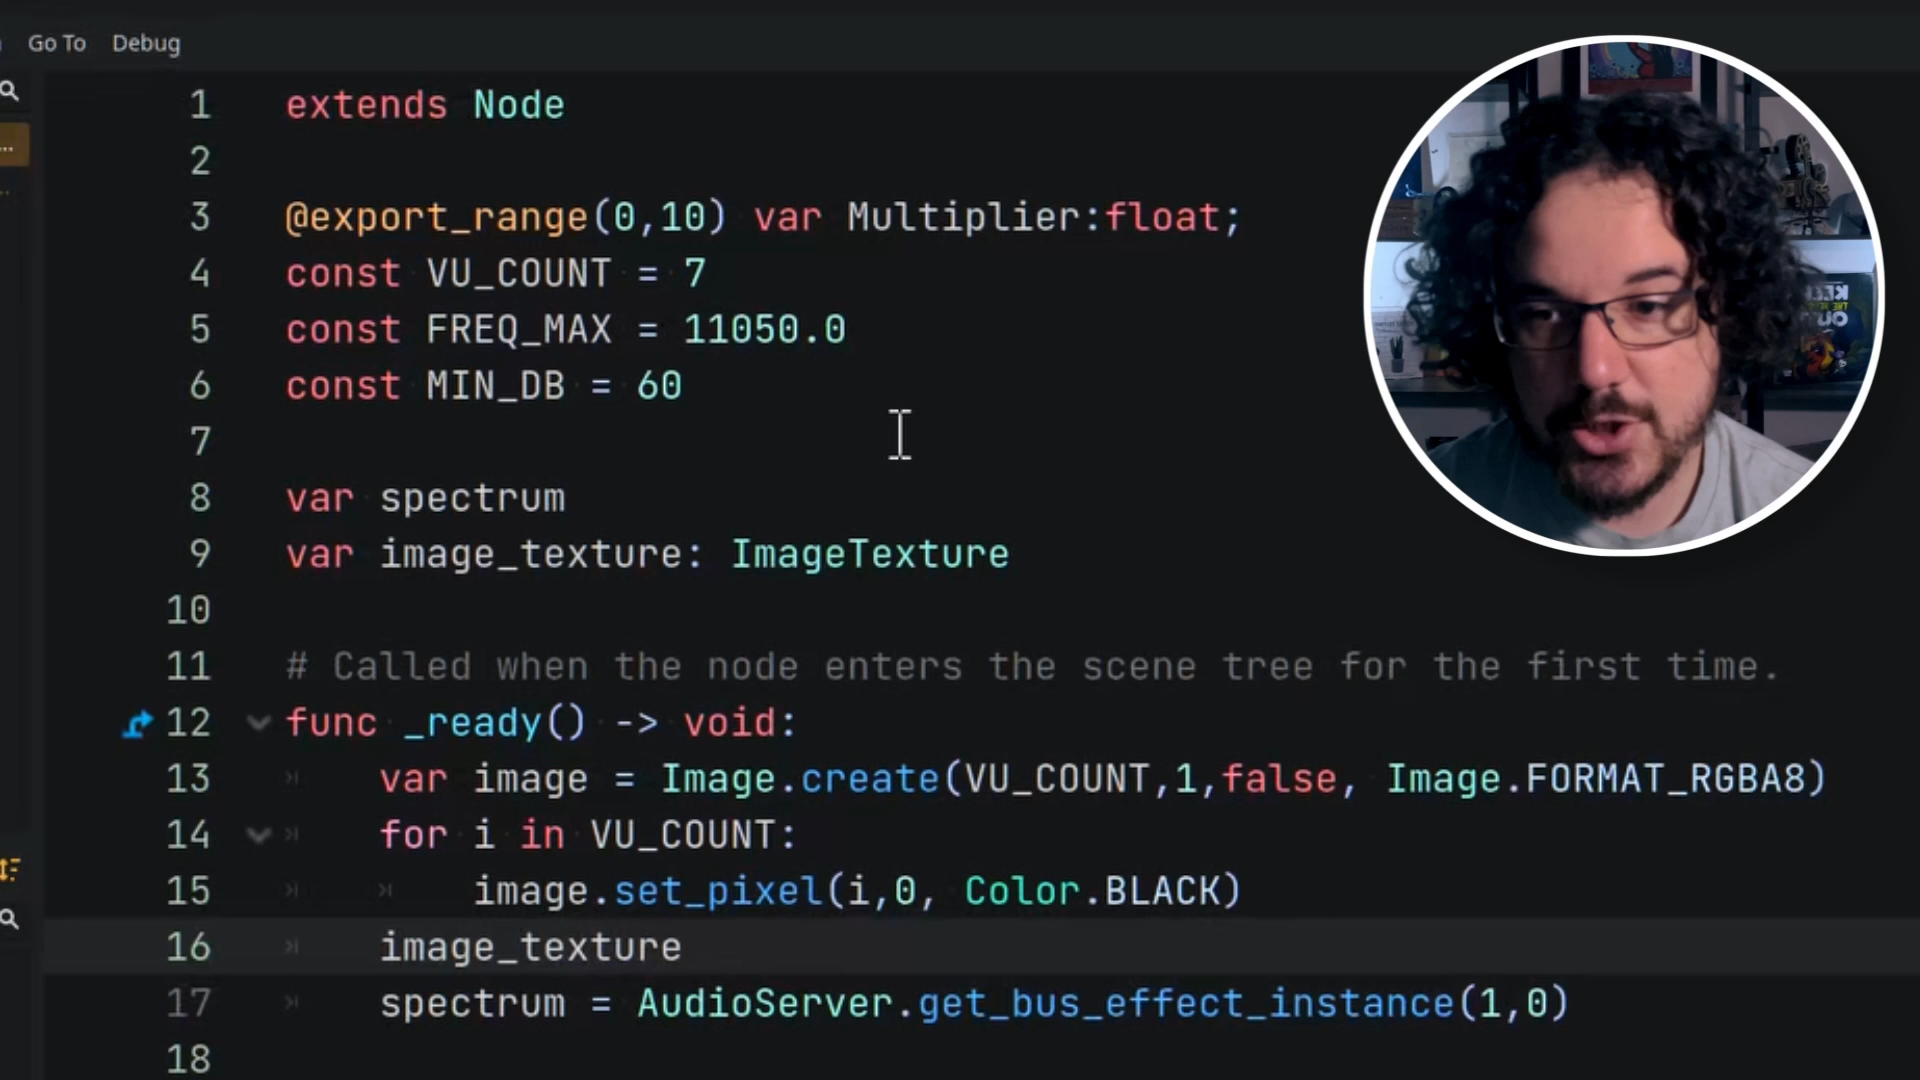 Go To Debug
1 extends Node
2
3 @export_range(0,10) var Multiplier:float;
4 const VU_COUNT = 7
5 const FREQ_MAX = 11050.0
6 const MIN_DB = 60
7
8 var spectrum
9 var image_texture: ImageTexture
10
11 # Called when the node enters the scene tree for the first time.
12 func _ready() -> void:
13 var image = Image.create(VU_COUNT,1,false, Image.FORMAT_RGBA8)
14 for i in VU_COUNT:
15 image.set_pixel(i,0, Color.BLACK)
16 image_texture
17 spectrum = AudioServer.get_bus_effect_instance(1,0)
18